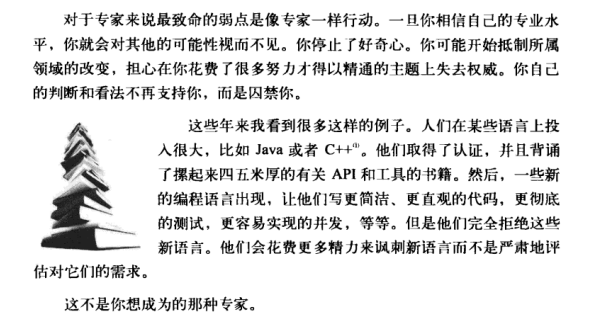 对于专家来说最致命的弱点是像专家一样行动。一旦你相信自己的专业水
平，你就会对其他的可能性视而不见。你停止了好奇心。你可能开始抵制所属
领域的改变，担心在你花费了很多努力才得以精通的主题上失去权威。你自己
的判断和看法不再支持你，而是囚禁你。
这些年来我看到很多这样的例子。人们在某些语言上投
入很大，比如 Java 或者 C++①。他们取得了认证，并且背诵
了摞起来四五米厚的有关 API 和工具的书籍。然后，一些新
的编程语言出现，让他们写更简洁、更直观的代码，更彻底
的测试，更容易实现的并发，等等。但是他们完全拒绝这些
新语言。他们会花费更多精力来讽刺新语言而不是严肃地评
估对它们的需求。
这不是你想成为的那种专家。